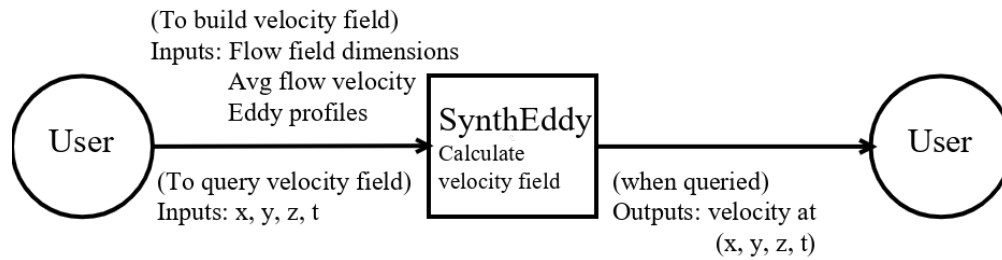 (To build velocity field)
Inputs: Flow field dimensions
Avg flow velocity
Eddy profiles
User
SynthEddy
Calculate
velocity field
User
(To query velocity field)
Inputs: x, y, z, t
(when queried)
Outputs: velocity at
(x, y, z, t)